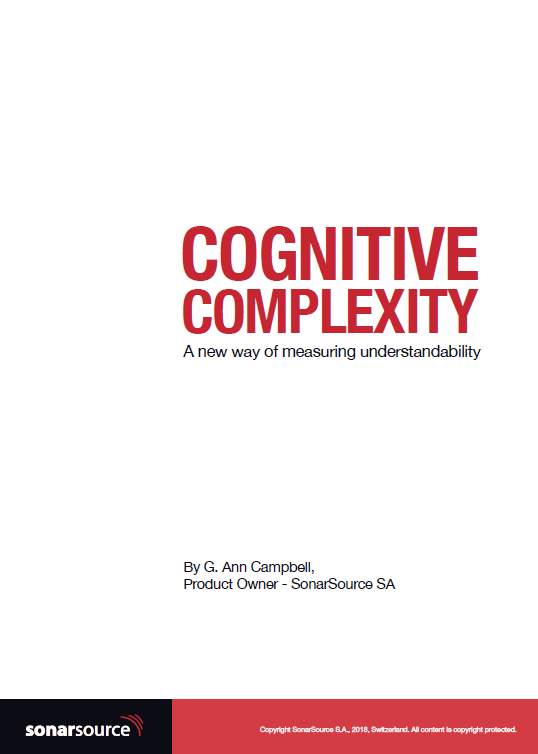 COGNITIVE
COMPLEXITY
A new way of measuring understandability
By G. Ann Campbell,
Product Owner - SonarSource SA
sonarsource
Copyright SonarSource S.A., 2018, Switzerland. All content is copyright protected.